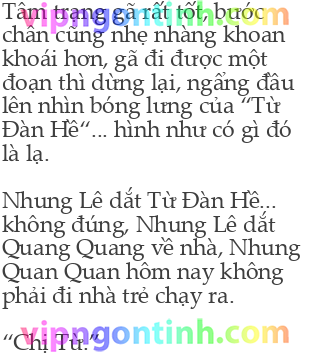 vipngontinh.com
Tâm trạng gã rất tốt, bước
chân cũng nhẹ nhàng khoan
khoái hơn, gã đi được một
đoạn thì dừng lại, ngẩng đầu
lên nhìn bóng lưng của “Từ
Đàn Hề“... hình như có gì đó
là lạ.
Nhung Lê dắt Từ Đàn Hề...
không đúng, Nhung Lê dắt
Quang Quang về nhà, Nhung
Quan Quan hôm nay không
phải đi nhà trẻ chạy ra.
“Chị Từ.”
vipngontinh.com